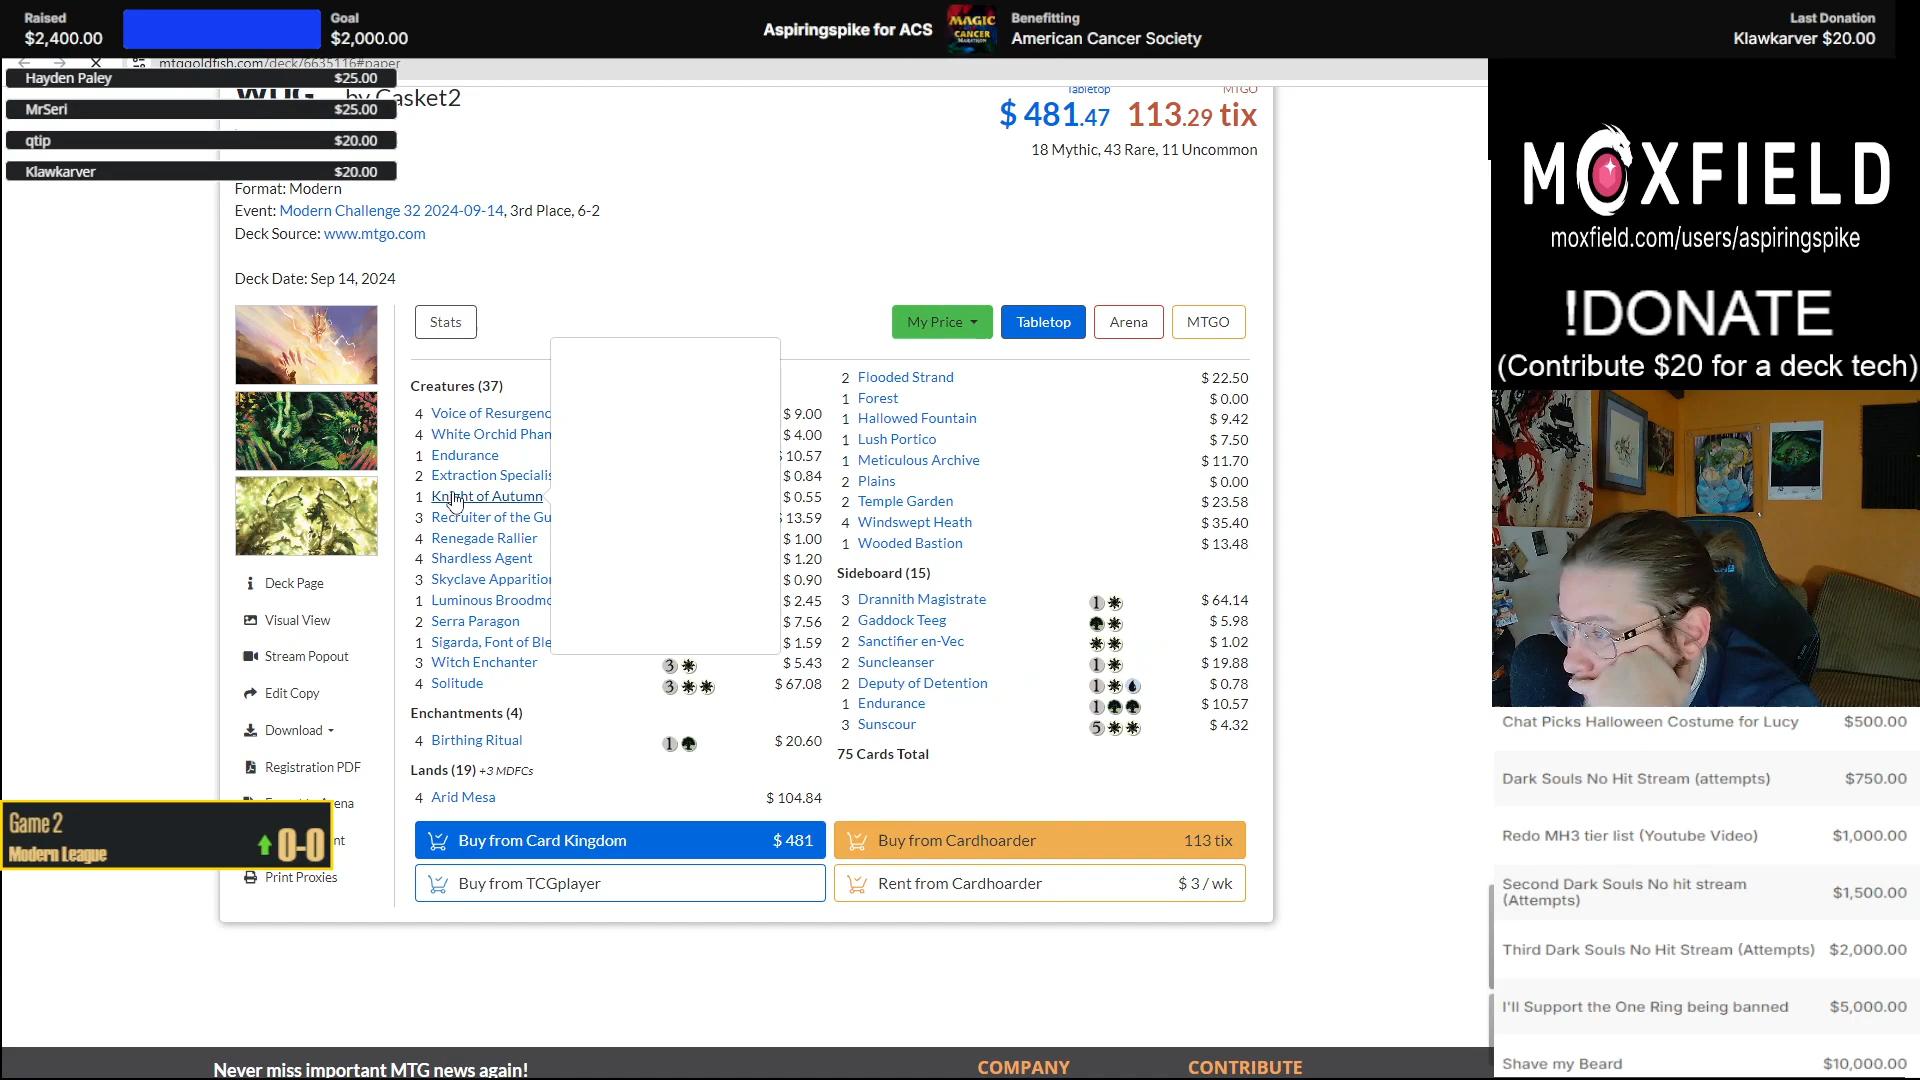 Raised
$2,400.00
Goal
$2,000.00
Aspiringspike for ACS
MAGIC
CANCER
Benefitting
American Cancer Society
Last Donation
Klawkarver $20.00
mtggoldfish.com/deck/6635116#paper
Hayden Paley $25.00
MrSeri $25.00
qtip $20.00
Klawkarver $20.00
by Casket2
Tabletop
$ 481.47
MTGO
113.29 tix
18 Mythic, 43 Rare, 11 Uncommon
Format: Modern
Event: Modern Challenge 32 2024-09-14, 3rd Place, 6-2
Deck Source: www.mtgo.com
Deck Date: Sep 14, 2024
Stats
My Price
Tabletop
Arena
MTGO
Deck Page
Visual View
Stream Popout
Edit Copy
Download
Registration PDF
Print Proxies
Creatures (37)
4 Voice of Resurgenc $ 9.00
4 White Orchid Phan $ 4.00
1 Endurance $ 10.57
2 Extraction Specialis $ 0.84
1 Knight of Autumn $ 0.55
3 Recruiter of the Gu $ 13.59
4 Renegade Rallier $ 1.00
4 Shardless Agent $ 1.20
3 Skyclave Apparition $ 0.90
1 Luminous Broodmo $ 2.45
2 Serra Paragon $ 7.56
1 Sigarda, Font of Ble $ 1.59
3 Witch Enchanter 3 $ 5.43
4 Solitude 3 $ 67.08
Enchantments (4)
4 Birthing Ritual 1 $ 20.60
Lands (19) +3 MDFCs
4 Arid Mesa $ 104.84
2 Flooded Strand $ 22.50
1 Forest $ 0.00
1 Hallowed Fountain $ 9.42
1 Lush Portico $ 7.50
1 Meticulous Archive $ 11.70
2 Plains $ 0.00
2 Temple Garden $ 23.58
4 Windswept Heath $ 35.40
1 Wooded Bastion $ 13.48
Sideboard (15)
3 Drannith Magistrate 1 $ 64.14
2 Gaddock Teeg $ 5.98
2 Sanctifier en-Vec $ 1.02
2 Suncleanser 1 $ 19.88
2 Deputy of Detention 1 $ 0.78
1 Endurance 1 $ 10.57
3 Sunscour 5 $ 4.32
75 Cards Total
Buy from Card Kingdom $ 481
Buy from Cardhoarder 113 tix
Buy from TCGplayer
Rent from Cardhoarder $ 3 / wk
Game 2
Modern League
0-0
Never miss important MTG news again!
COMPANY
CONTRIBUTE
MOXFIELD
moxfield.com/users/aspiringspike
!DONATE
(Contribute $20 for a deck tech)
Chat Picks Halloween Costume for Lucy $500.00
Dark Souls No Hit Stream (attempts) $750.00
Redo MH3 tier list (Youtube Video) $1,000.00
Second Dark Souls No hit stream
(Attempts) $1,500.00
Third Dark Souls No Hit Stream (Attempts) $2,000.00
I'll Support the One Ring being banned $5,000.00
Shave my Beard $10,000.00